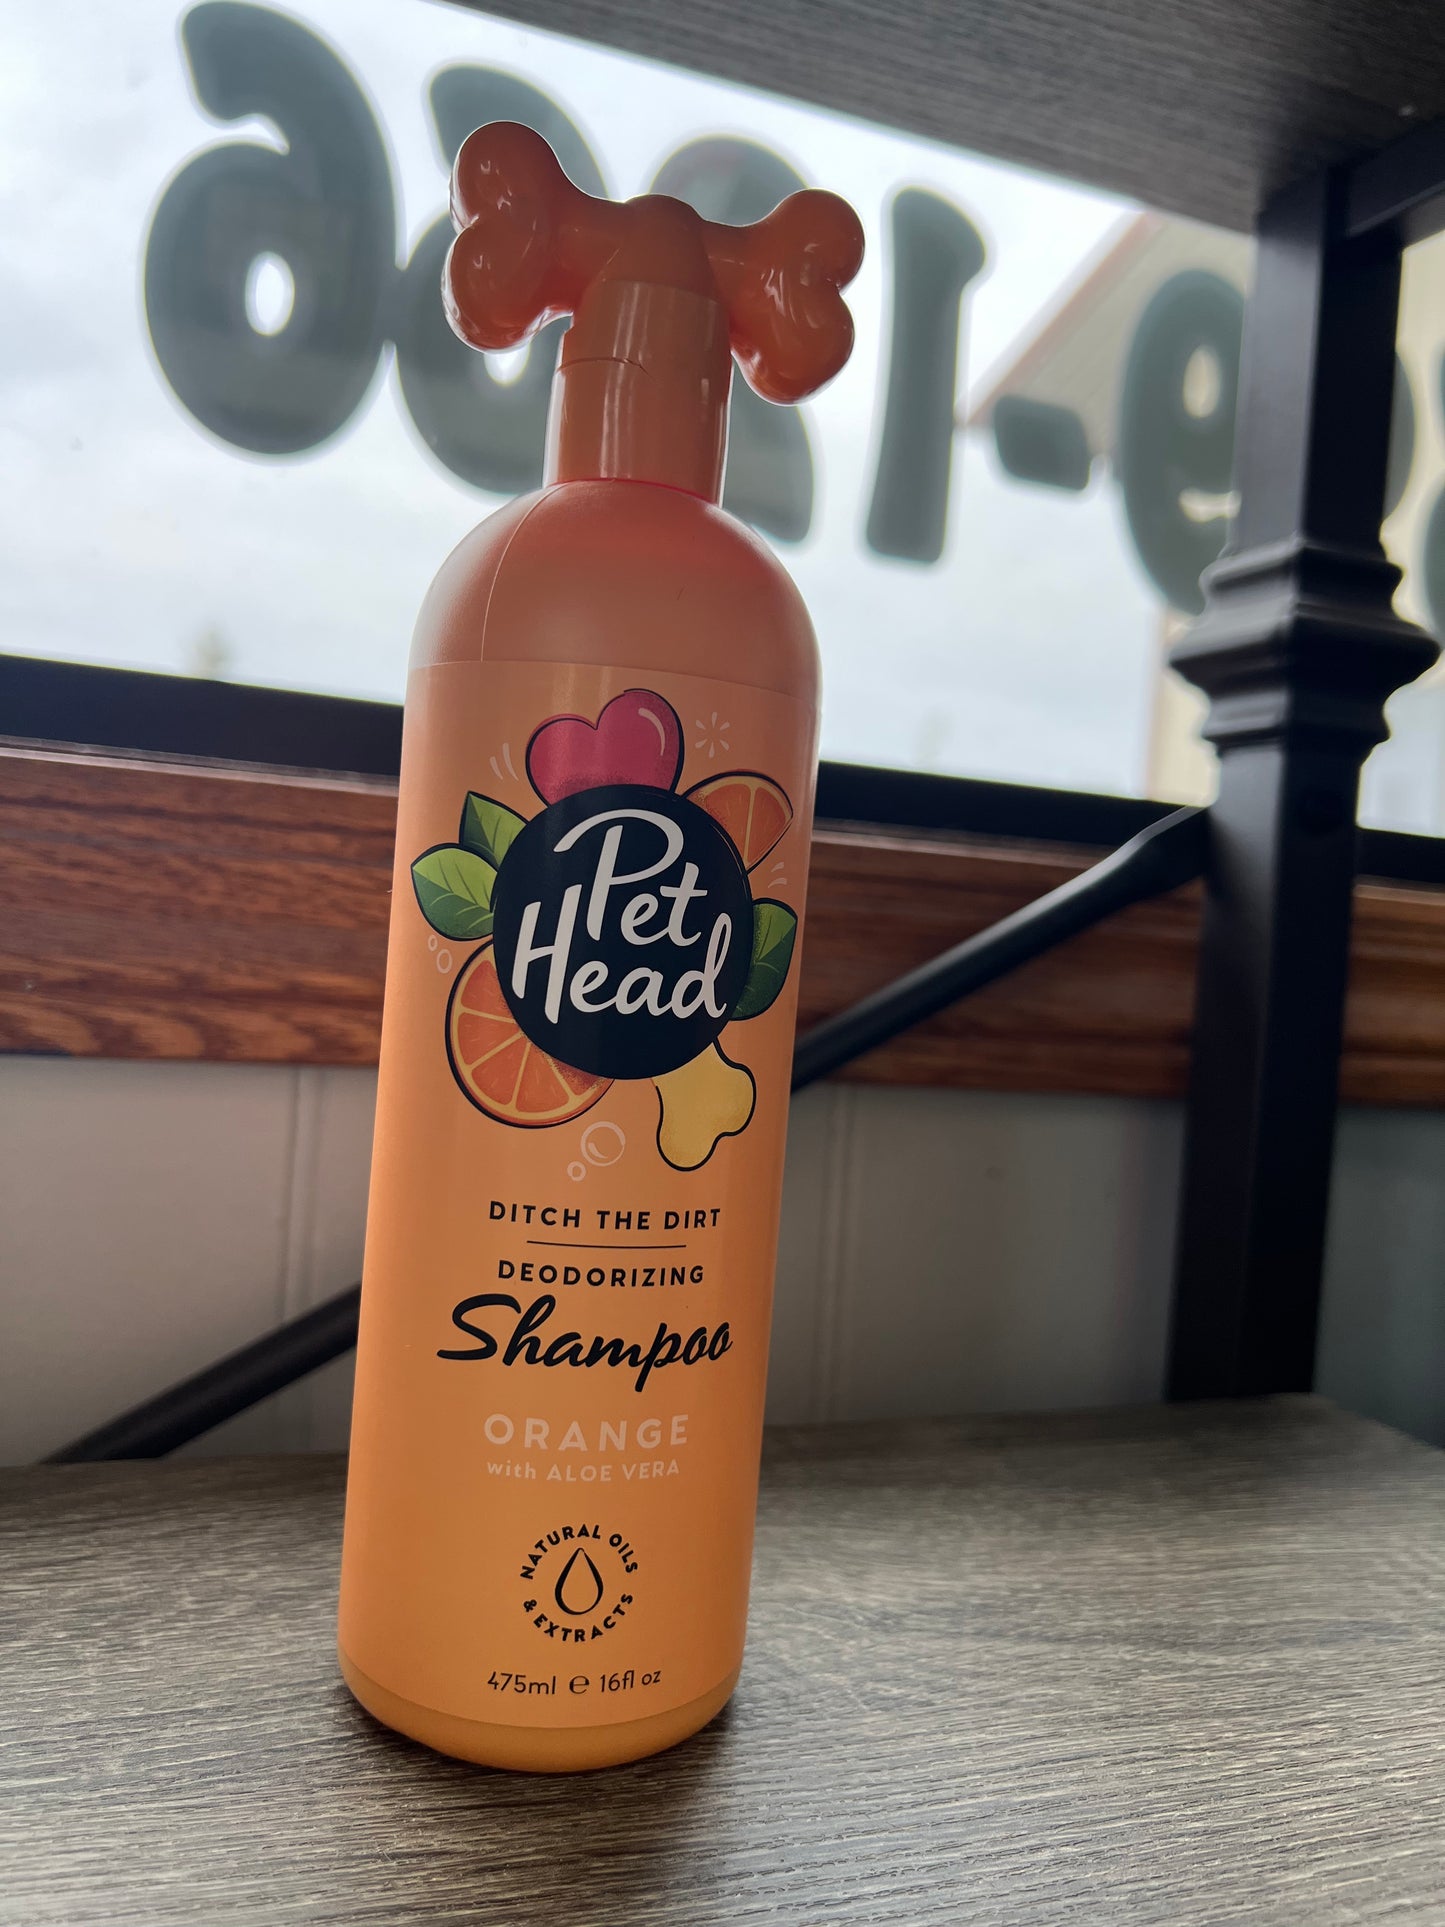 Pet
Head
DITCH THE DIRT
DEODORIZING
Shampoo
ORANGE
with ALOE VERA
NATURAL OILS
& EXTRACTS
475ml ℮ 16fl oz